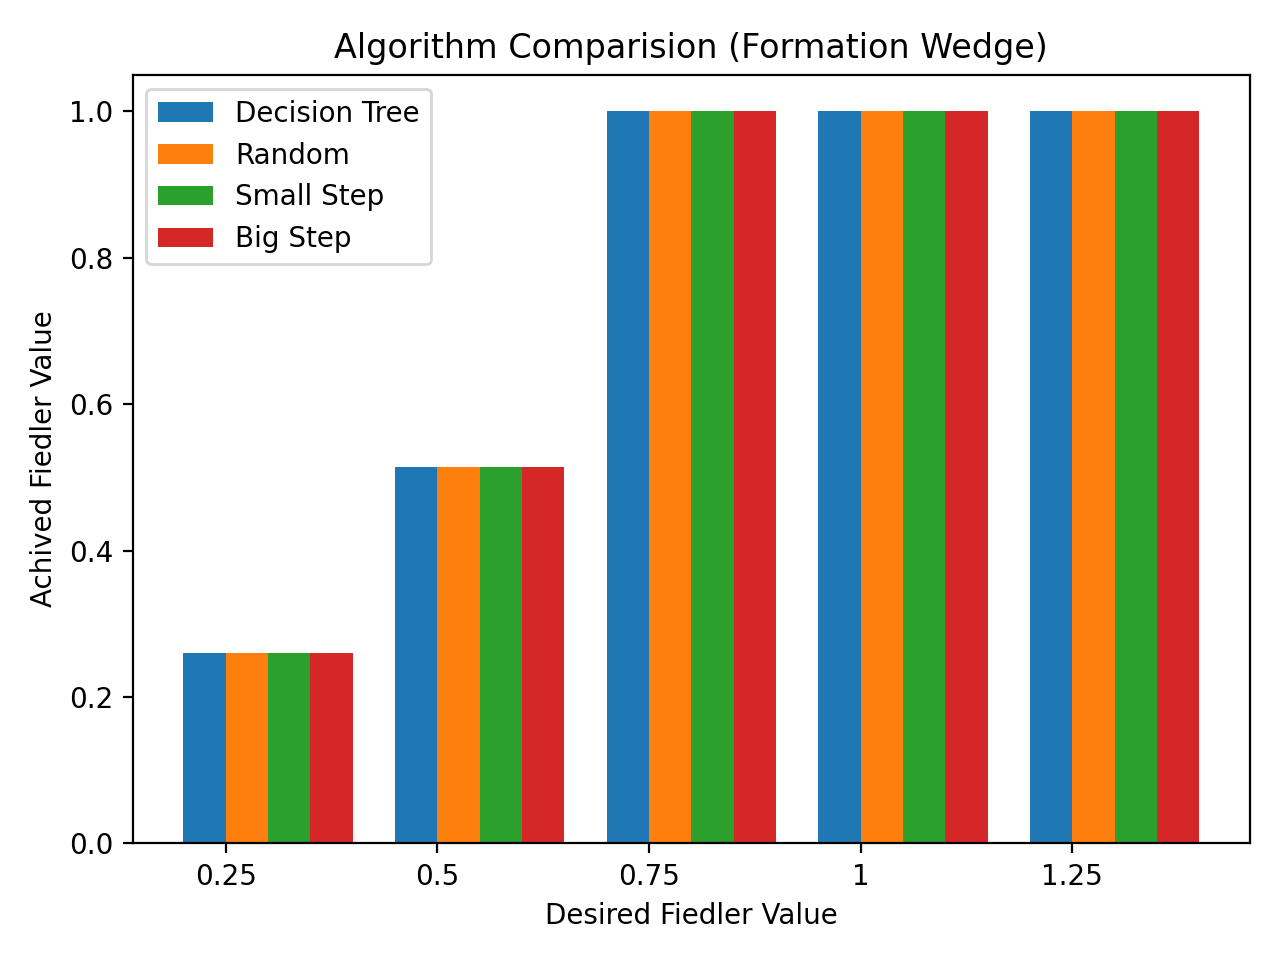 Algorithm Comparision (Formation Wedge)
Decision Tree
Random
Small Step
Big Step
Achived Fiedler Value
1.0
0.8
0.6
0.4
0.2
0.0
0.25 0.5 0.75 1 1.25
Desired Fiedler Value